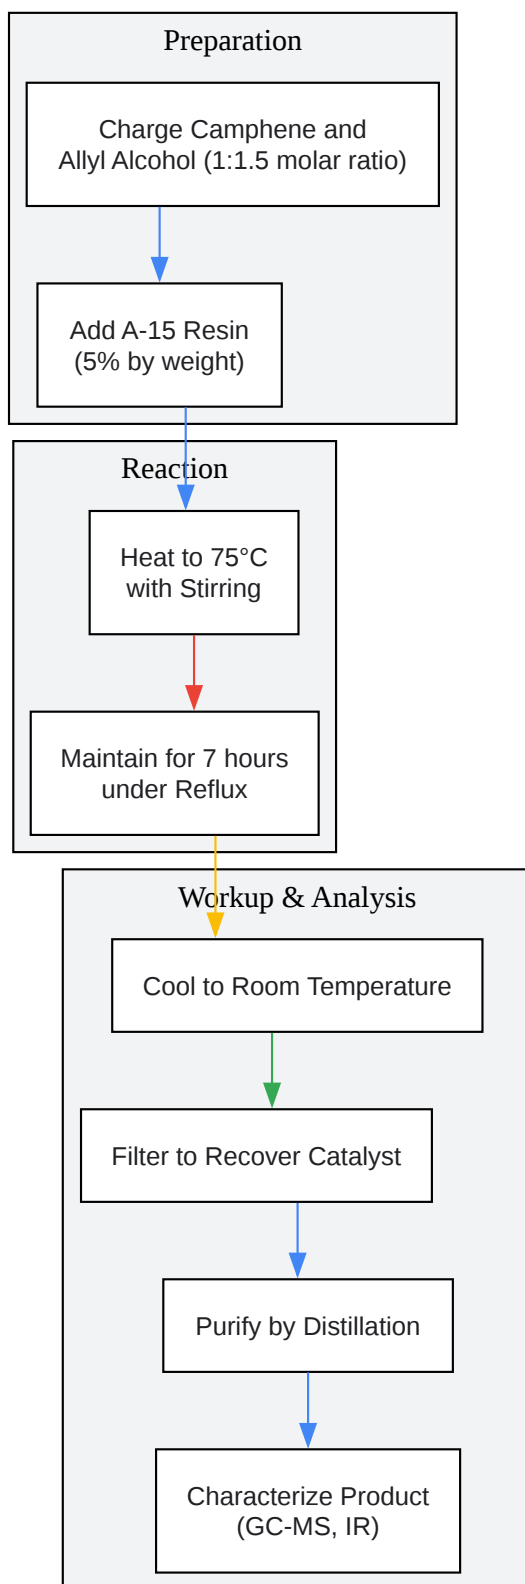 Preparation
Charge Camphene and
Allyl Alcohol (1:1.5 molar ratio)
Add A-15 Resin
(5% by weight)
Reaction
Heat to 75°C
with Stirring
Maintain for 7 hours
under Reflux
Workup & Analysis
Cool to Room Temperature
Filter to Recover Catalyst
Purify by Distillation
Characterize Product
(GC-MS, IR)